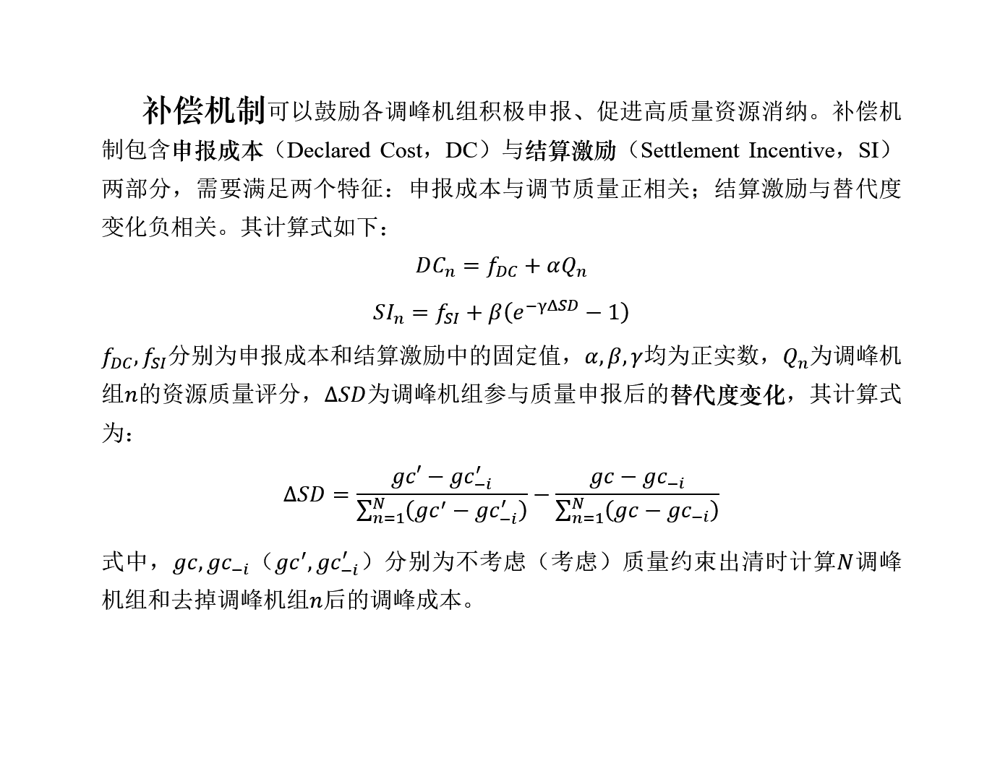 补偿机制可以鼓励各调峰机组积极申报、促进高质量资源消纳。补偿机
制包含申报成本（Declared Cost，DC）与结算激励（Settlement Incentive，SI）
两部分，需要满足两个特征：申报成本与调节质量正相关；结算激励与替代度
变化负相关。其计算式如下：
$DC_n = f_{DC} + \alpha Q_n$
$SI_n = f_{SI} + \beta(e^{-\gamma \Delta SD} - 1)$
$f_{DC}, f_{SI}$分别为申报成本和结算激励中的固定值，$\alpha, \beta, \gamma$均为正实数，$Q_n$为调峰机
组$n$的资源质量评分，$\Delta SD$为调峰机组参与质量申报后的替代度变化，其计算式
为：
$\Delta SD = \frac{gc' - gc'_{-i}}{\sum_{n=1}^{N}(gc' - gc'_{-i})} - \frac{gc - gc_{-i}}{\sum_{n=1}^{N}(gc - gc_{-i})}$
式中，$gc, gc_{-i}$（$gc', gc'_{-i}$）分别为不考虑（考虑）质量约束出清时计算$N$调峰
机组和去掉调峰机组$n$后的调峰成本。